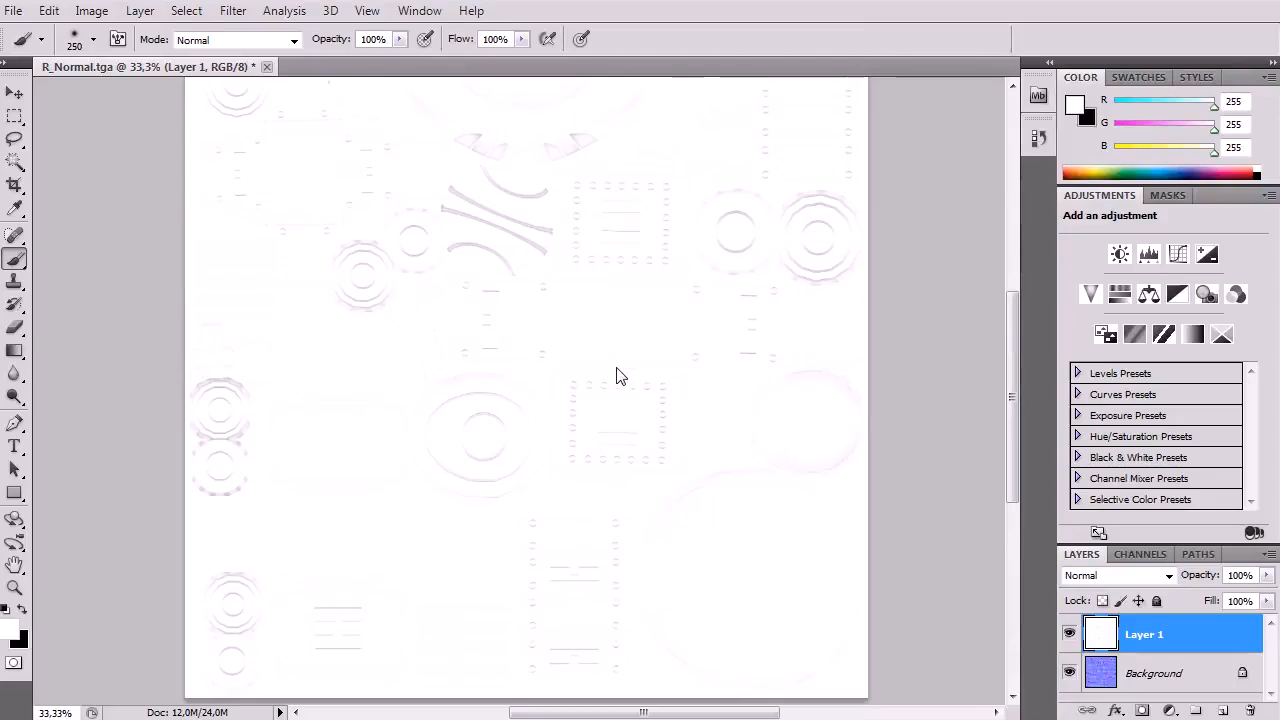 File Edit Image Layer Select Filter Analysis 3D View Window Help
250 Mode: Normal Opacity: 100% Flow: 100%
R_Normal.tga @ 33,3% (Layer 1, RGB/8) *
COLOR SWATCHES STYLES
R 255
G 255
B 255
Mb
ADJUSTMENTS MASKS
Add an adjustment
Levels Presets
Curves Presets
Exposure Presets
Hue/Saturation Presets
Black & White Presets
Channel Mixer Presets
Selective Color Presets
LAYERS CHANNELS PATHS
Normal Opacity: 100%
Lock: Fill: 100%
Layer 1
Background
33,33% Doc: 12,0M/24,0M